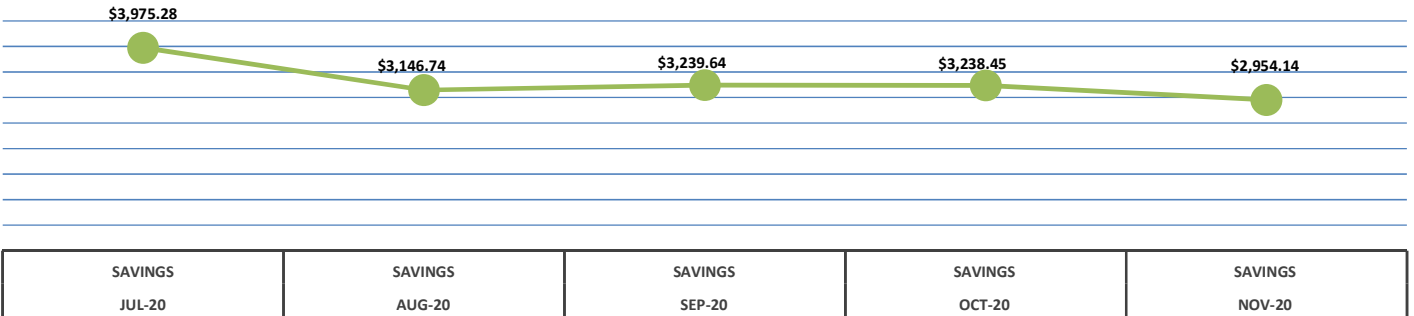 $3,975.28
$3,146.74 $3,239.64 $3,238.45 $2,954.14
SAVINGS SAVINGS SAVINGS SAVINGS SAVINGS
JUL-20 AUG-20 SEP-20 OCT-20 NOV-20